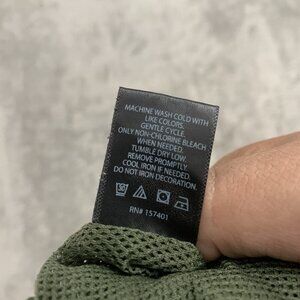 MACHINE WASH COLD WITH
LIKE COLORS.
GENTLE CYCLE.
ONLY NON-CHLORINE BLEACH
WHEN NEEDED.
TUMBLE DRY LOW.
REMOVE PROMPTLY.
COOL IRON IF NEEDED.
DO NOT IRON DECORATION.
RN# 157401